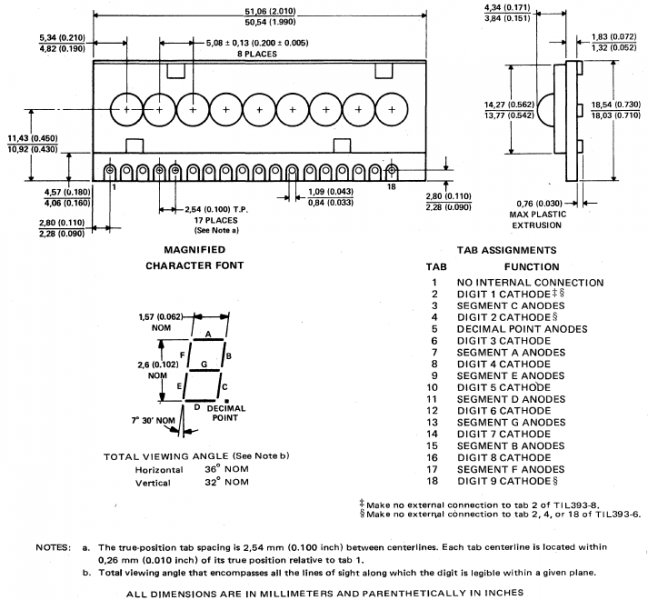 51,06 (2.010)
50,54 (1.990)
5,34 (0.210)
4,82 (0.190)
5,08 ± 0,13 (0.200 ± 0.005)
8 PLACES
4,34 (0.171)
3,84 (0.151)
1,83 (0.072)
1,32 (0.052)
14,27 (0.562)
13,77 (0.542)
18,54 (0.730)
18,03 (0.710)
11,43 (0.450)
10,92 (0.430)
4,57 (0.180)
4,06 (0.160)
2,80 (0.110)
2,28 (0.090)
1
18
2,54 (0.100) T.P.
17 PLACES
(See Note a)
1,09 (0.043)
0,84 (0.033)
2,80 (0.110)
2,28 (0.090)
0,76 (0.030)
MAX PLASTIC
EXTRUSION
MAGNIFIED
CHARACTER FONT
1,57 (0.062)
NOM
2,6 (0.102)
NOM
A
F
B
G
E
C
D
DECIMAL
POINT
7° 30' NOM
TOTAL VIEWING ANGLE (See Note b)
Horizontal 36° NOM
Vertical 32° NOM
TAB ASSIGNMENTS
TAB FUNCTION
1 NO INTERNAL CONNECTION
2 DIGIT 1 CATHODE‡§
3 SEGMENT C ANODES
4 DIGIT 2 CATHODE§
5 DECIMAL POINT ANODES
6 DIGIT 3 CATHODE
7 SEGMENT A ANODES
8 DIGIT 4 CATHODE
9 SEGMENT E ANODES
10 DIGIT 5 CATHODE
11 SEGMENT D ANODES
12 DIGIT 6 CATHODE
13 SEGMENT G ANODES
14 DIGIT 7 CATHODE
15 SEGMENT B ANODES
16 DIGIT 8 CATHODE
17 SEGMENT F ANODES
18 DIGIT 9 CATHODE§
‡Make no external connection to tab 2 of TIL393-8,
§Make no external connection to tab 2, 4, or 18 of TIL393-6.
NOTES: a. The true-position tab spacing is 2,54 mm (0.100 inch) between centerlines. Each tab centerline is located within
0,26 mm (0.010 inch) of its true position relative to tab 1.
b. Total viewing angle that encompasses all the lines of sight along which the digit is legible within a given plane.
ALL DIMENSIONS ARE IN MILLIMETERS AND PARENTHETICALLY IN INCHES